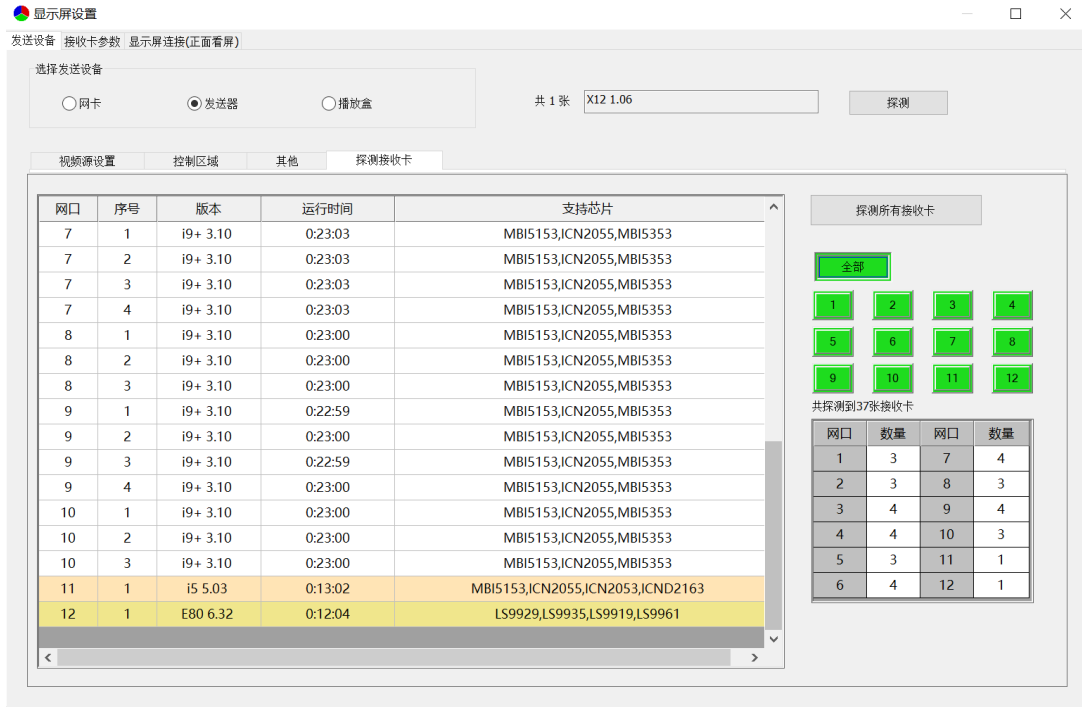 显示屏设置
发送设备 接收卡参数 显示屏连接(正面看屏)
选择发送设备
网卡 发送器 播放盒
共 1 张 X12 1.06 探测
视频源设置 控制区域 其他 探测接收卡
网口 序号 版本 运行时间 支持芯片
7 1 i9+ 3.10 0:23:03 MBI5153,ICN2055,MBI5353
7 2 i9+ 3.10 0:23:03 MBI5153,ICN2055,MBI5353
7 3 i9+ 3.10 0:23:03 MBI5153,ICN2055,MBI5353
7 4 i9+ 3.10 0:23:03 MBI5153,ICN2055,MBI5353
8 1 i9+ 3.10 0:23:00 MBI5153,ICN2055,MBI5353
8 2 i9+ 3.10 0:23:00 MBI5153,ICN2055,MBI5353
8 3 i9+ 3.10 0:23:00 MBI5153,ICN2055,MBI5353
9 1 i9+ 3.10 0:22:59 MBI5153,ICN2055,MBI5353
9 2 i9+ 3.10 0:23:00 MBI5153,ICN2055,MBI5353
9 3 i9+ 3.10 0:22:59 MBI5153,ICN2055,MBI5353
9 4 i9+ 3.10 0:23:00 MBI5153,ICN2055,MBI5353
10 1 i9+ 3.10 0:23:00 MBI5153,ICN2055,MBI5353
10 2 i9+ 3.10 0:23:00 MBI5153,ICN2055,MBI5353
10 3 i9+ 3.10 0:23:00 MBI5153,ICN2055,MBI5353
11 1 i5 5.03 0:13:02 MBI5153,ICN2055,ICN2053,ICND2163
12 1 E80 6.32 0:12:04 LS9929,LS9935,LS9919,LS9961
探测所有接收卡
全部
1 2 3 4
5 6 7 8
9 10 11 12
共探测到37张接收卡
网口 数量 网口 数量
1 3 7 4
2 3 8 3
3 4 9 4
4 4 10 3
5 3 11 1
6 4 12 1